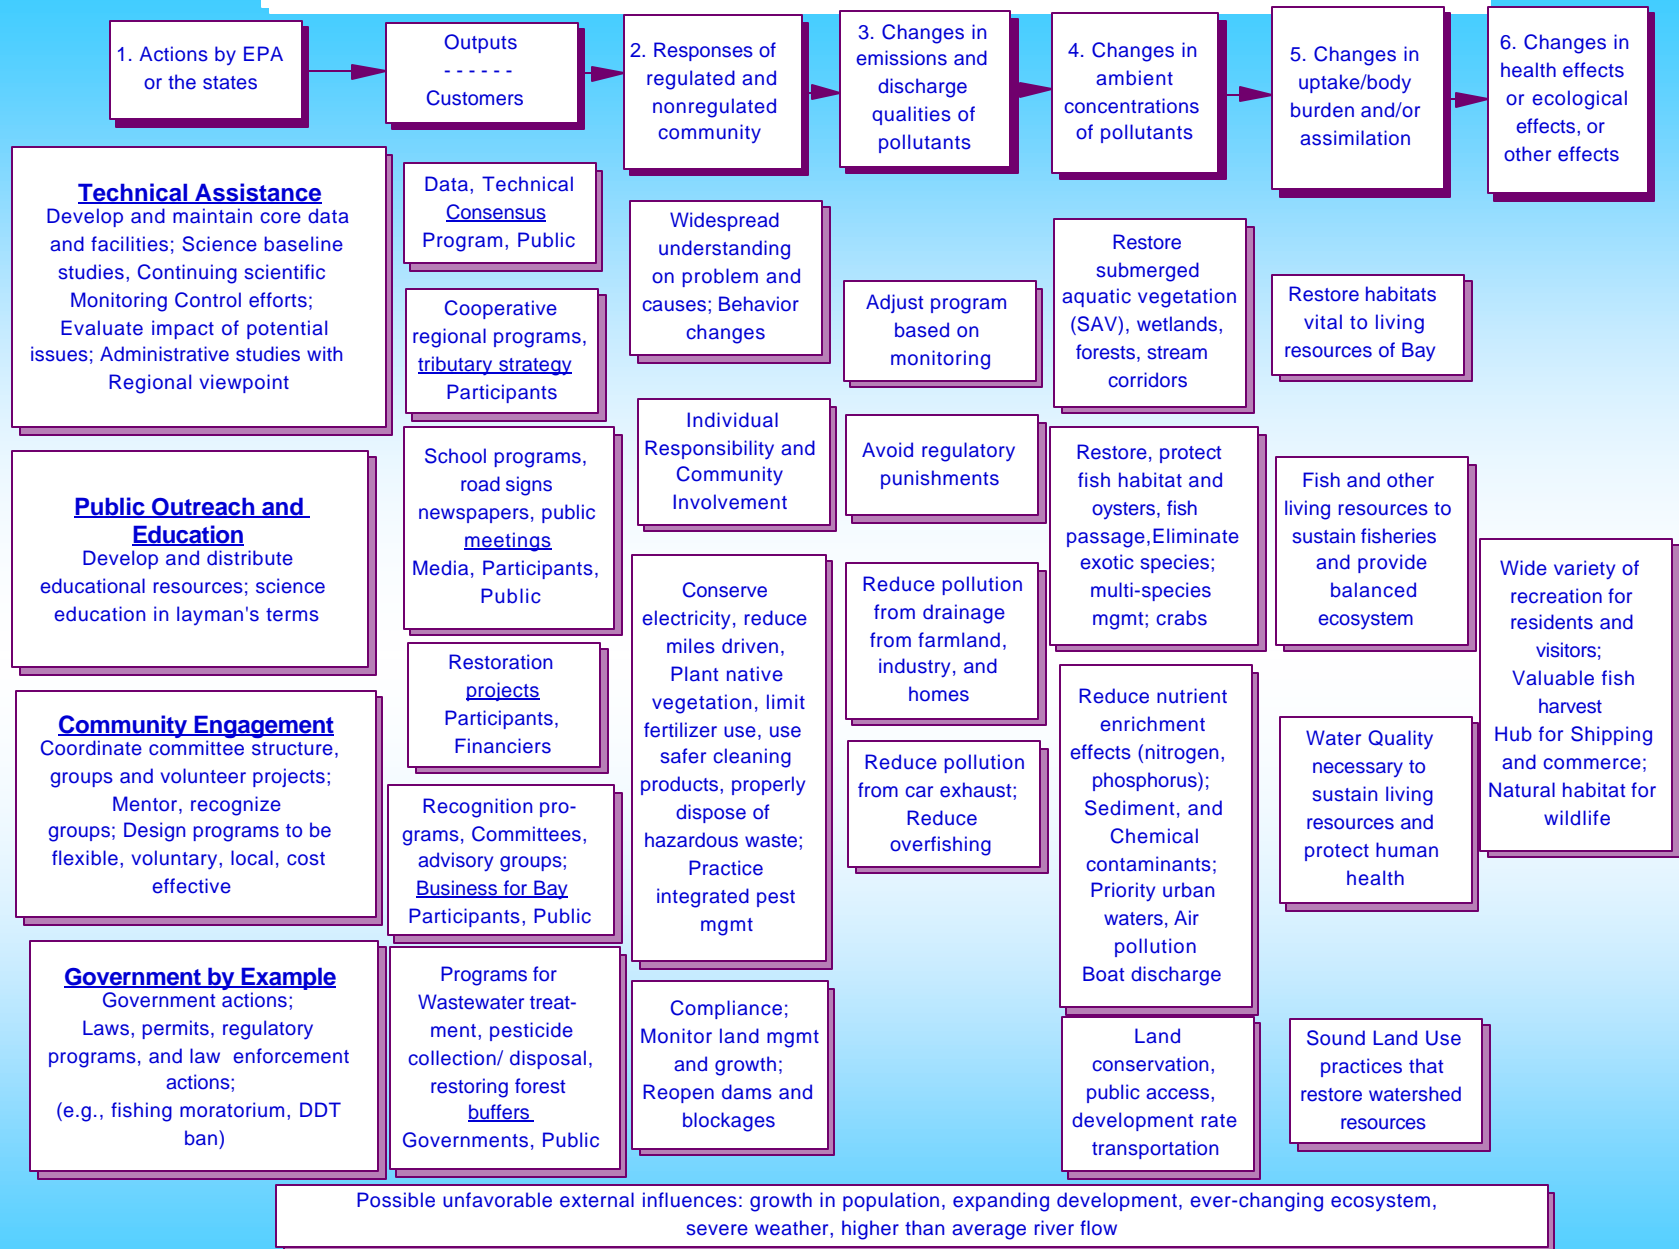 1. Actions by EPA
or the states
Outputs
- - - - - -
Customers
2. Responses of
regulated and
nonregulated
community
3. Changes in
emissions and
discharge
qualities of
pollutants
4. Changes in
ambient
concentrations
of pollutants
5. Changes in
uptake/body
burden and/or
assimilation
6. Changes in
health effects
or ecological
effects, or
other effects
Technical Assistance
Develop and maintain core data
and facilities; Science baseline
studies, Continuing scientific
Monitoring Control efforts;
Evaluate impact of potential
issues; Administrative studies with
Regional viewpoint
Public Outreach and
Education
Develop and distribute
educational resources; science
education in layman's terms
Community Engagement
Coordinate committee structure,
groups and volunteer projects;
Mentor, recognize
groups; Design programs to be
flexible, voluntary, local, cost
effective
Government by Example
Government actions;
Laws, permits, regulatory
programs, and law enforcement
actions;
(e.g., fishing moratorium, DDT
ban)
Data, Technical
Consensus
Program, Public
Cooperative
regional programs,
tributary strategy
Participants
School programs,
road signs
newspapers, public
meetings
Media, Participants,
Public
Restoration
projects
Participants,
Financiers
Recognition pro-
grams, Committees,
advisory groups;
Business for Bay
Participants, Public
Programs for
Wastewater treat-
ment, pesticide
collection/ disposal,
restoring forest
buffers
Governments, Public
Widespread
understanding
on problem and
causes; Behavior
changes
Individual
Responsibility and
Community
Involvement
Conserve
electricity, reduce
miles driven,
Plant native
vegetation, limit
fertilizer use, use
safer cleaning
products, properly
dispose of
hazardous waste;
Practice
integrated pest
mgmt
Compliance;
Monitor land mgmt
and growth;
Reopen dams and
blockages
Adjust program
based on
monitoring
Avoid regulatory
punishments
Reduce pollution
from drainage
from farmland,
industry, and
homes
Reduce pollution
from car exhaust;
Reduce
overfishing
Restore
submerged
aquatic vegetation
(SAV), wetlands,
forests, stream
corridors
Restore, protect
fish habitat and
oysters, fish
passage,Eliminate
exotic species;
multi-species
mgmt; crabs
Reduce nutrient
enrichment
effects (nitrogen,
phosphorus);
Sediment, and
Chemical
contaminants;
Priority urban
waters, Air
pollution
Boat discharge
Land
conservation,
public access,
development rate
transportation
Restore habitats
vital to living
resources of Bay
Fish and other
living resources to
sustain fisheries
and provide
balanced
ecosystem
Water Quality
necessary to
sustain living
resources and
protect human
health
Sound Land Use
practices that
restore watershed
resources
Wide variety of
recreation for
residents and
visitors;
Valuable fish
harvest
Hub for Shipping
and commerce;
Natural habitat for
wildlife
Possible unfavorable external influences: growth in population, expanding development, ever-changing ecosystem,
severe weather, higher than average river flow